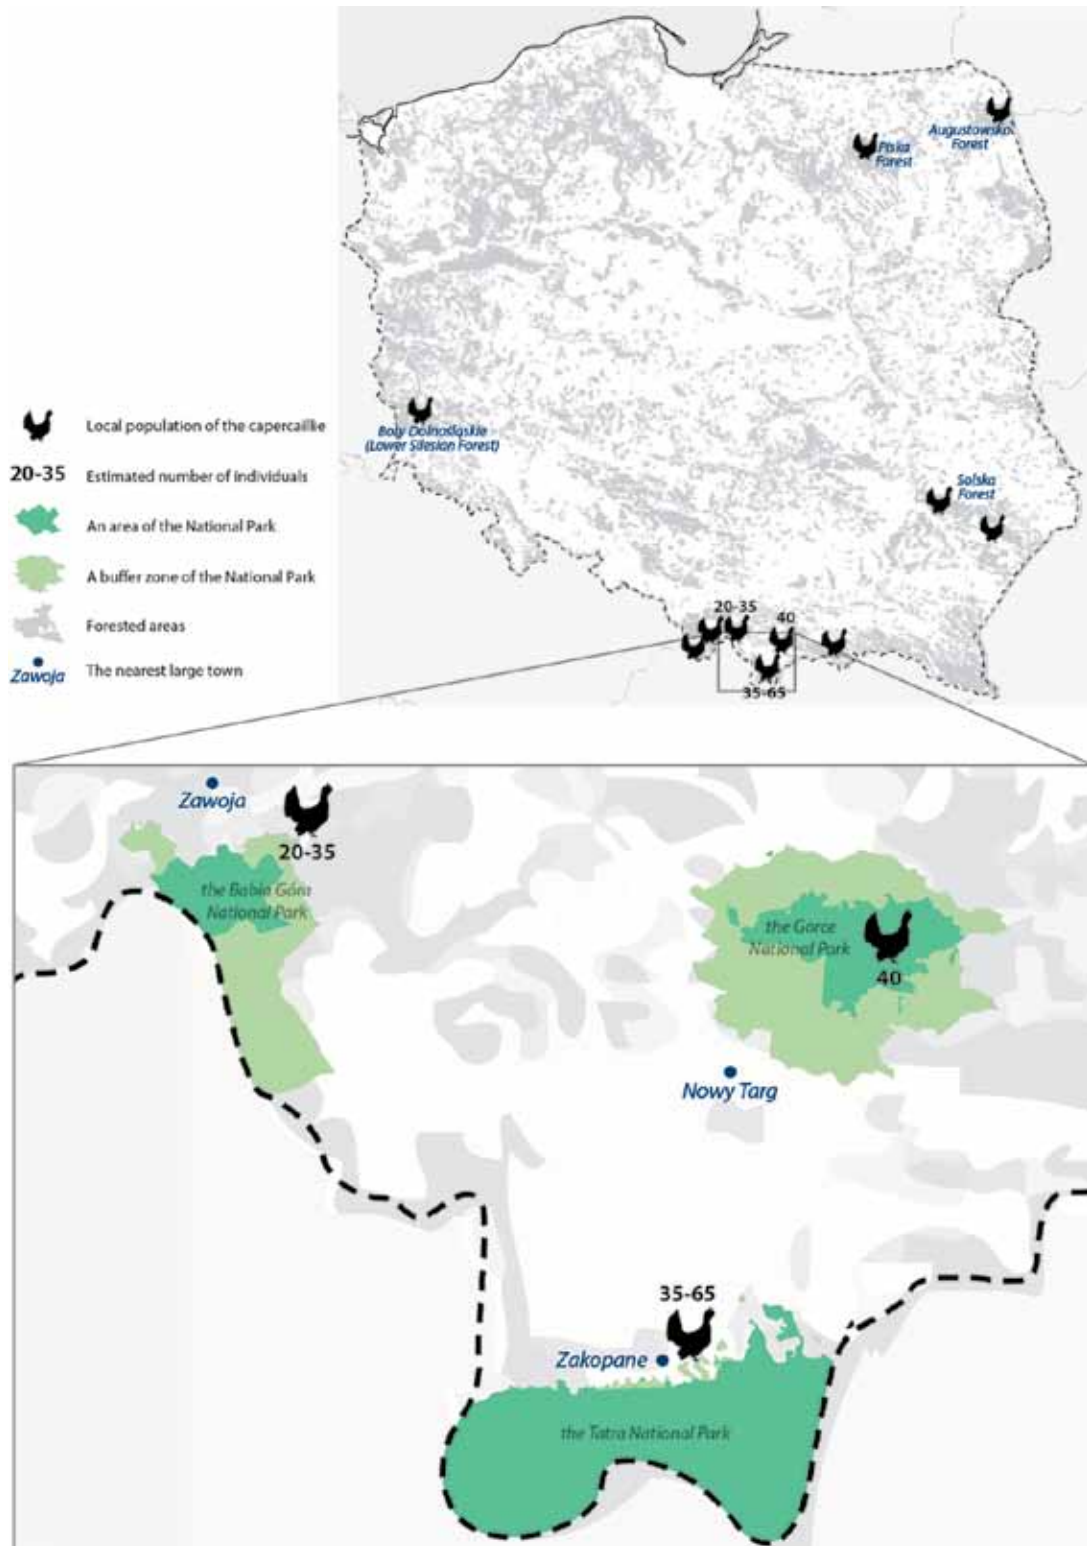 Augustowska
Forest
Piska
Forest
Boty Dolnośląskie
(Lower Silesian Forest)
Solska
Forest
20-35
40
35-65
Local population of the capercaillie
20-35 Estimated number of individuals
An area of the National Park
A buffer zone of the National Park
Forested areas
Zawoja The nearest large town
Zawoja
20-35
the Babia Góra
National Park
the Gorce
National Park
40
Nowy Targ
35-65
Zakopane
the Tatra National Park